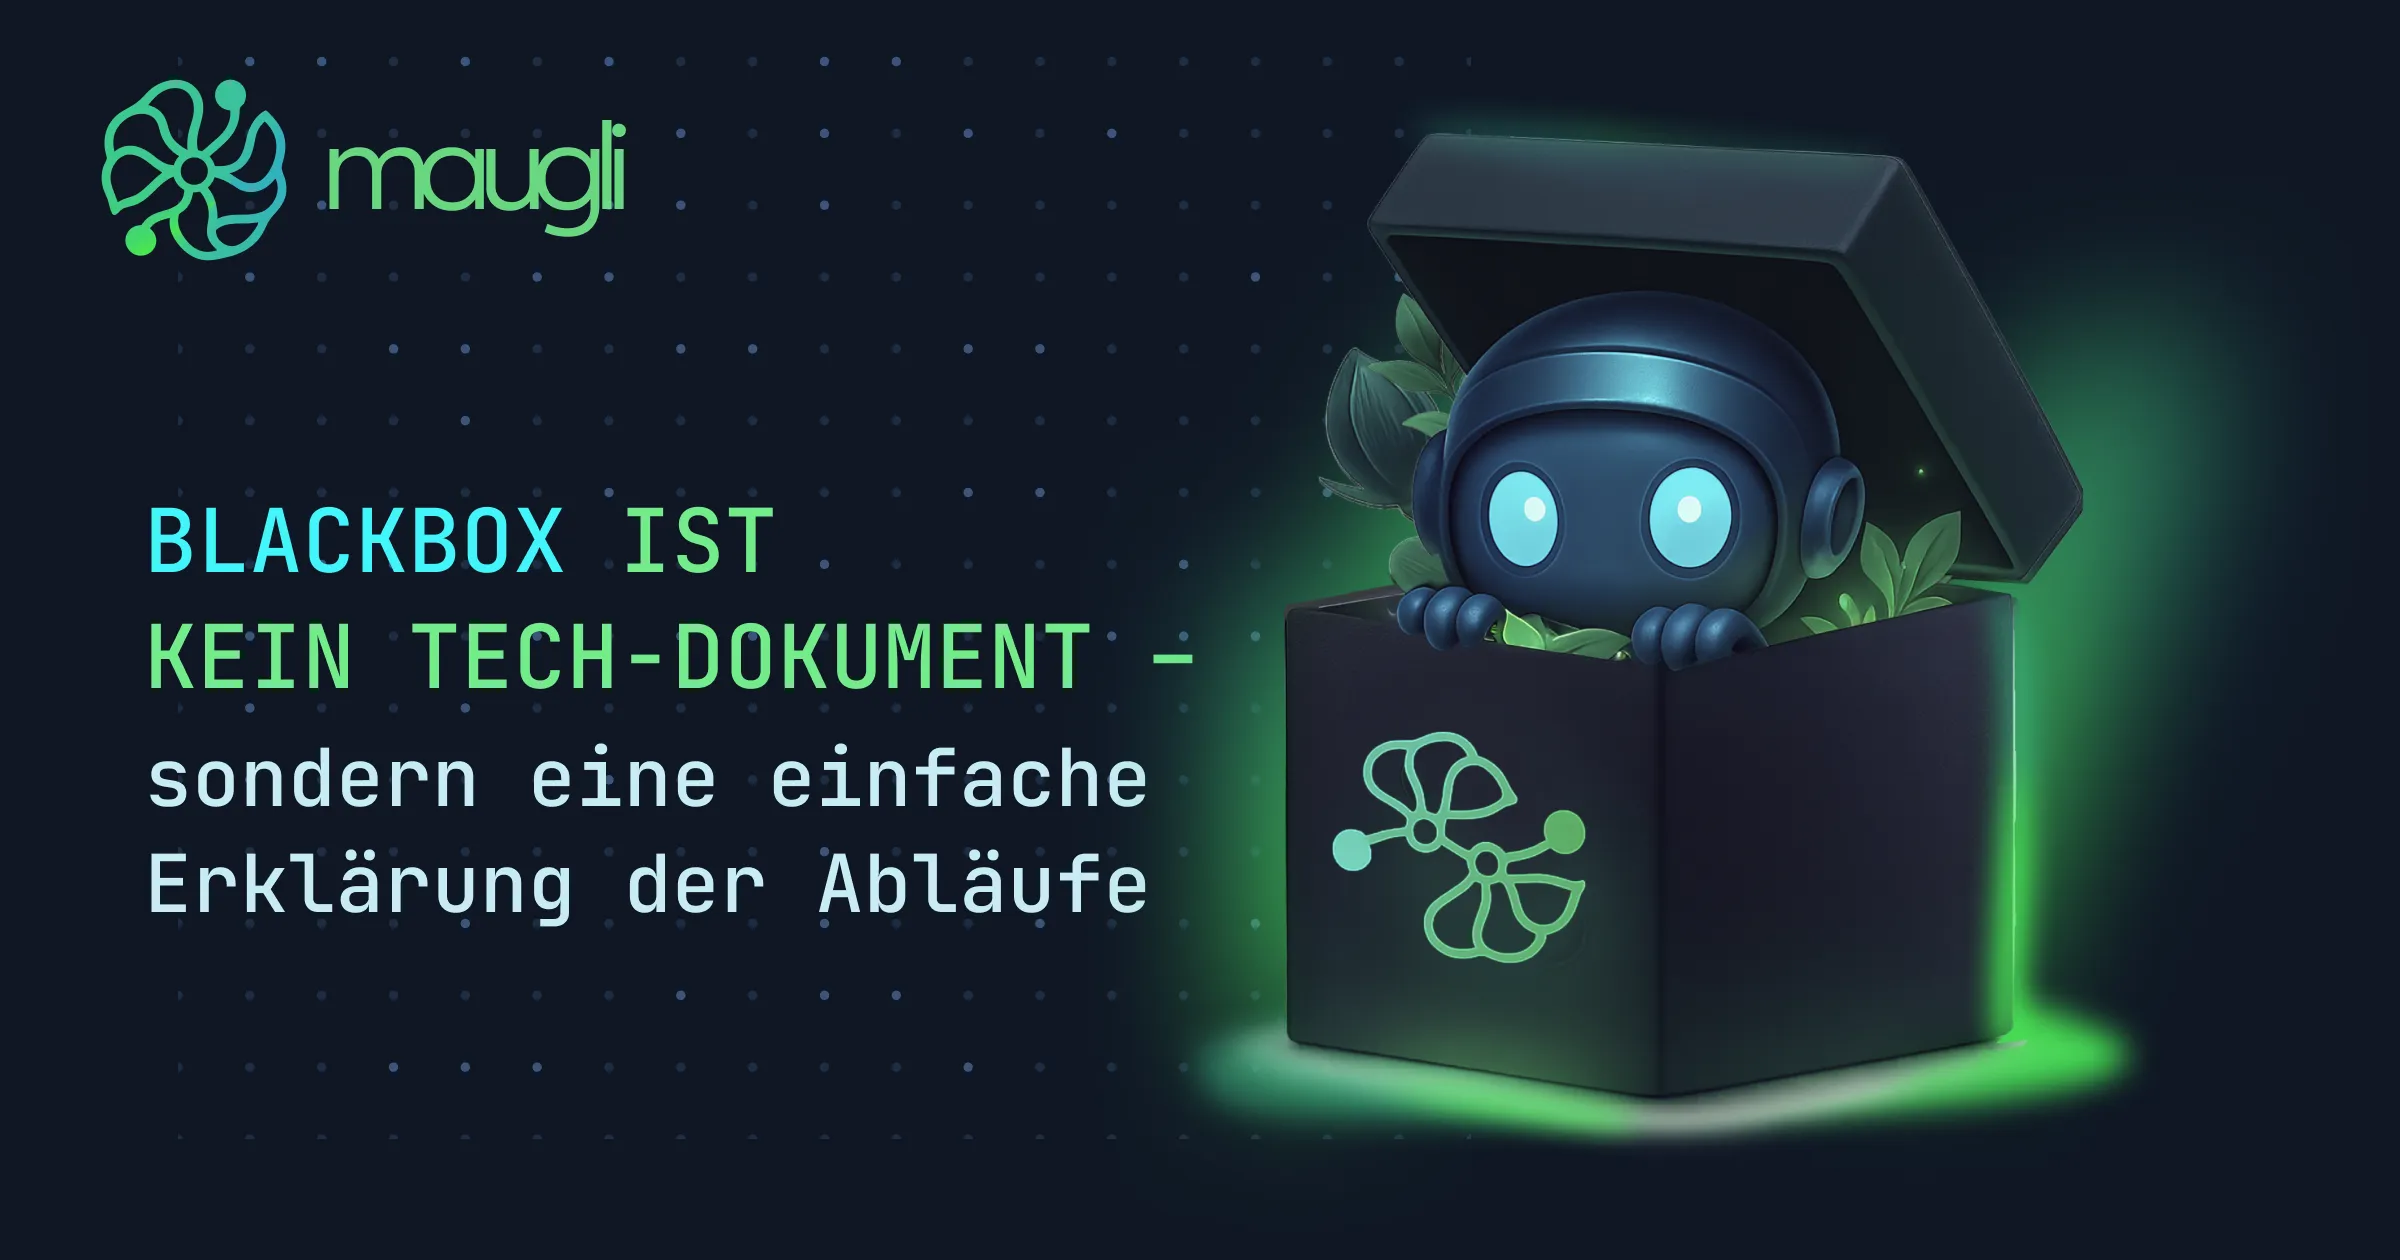 maugli
BLACKBOX IST
KEIN TECH-DOKUMENT –
sondern eine einfache
Erklärung der Abläufe